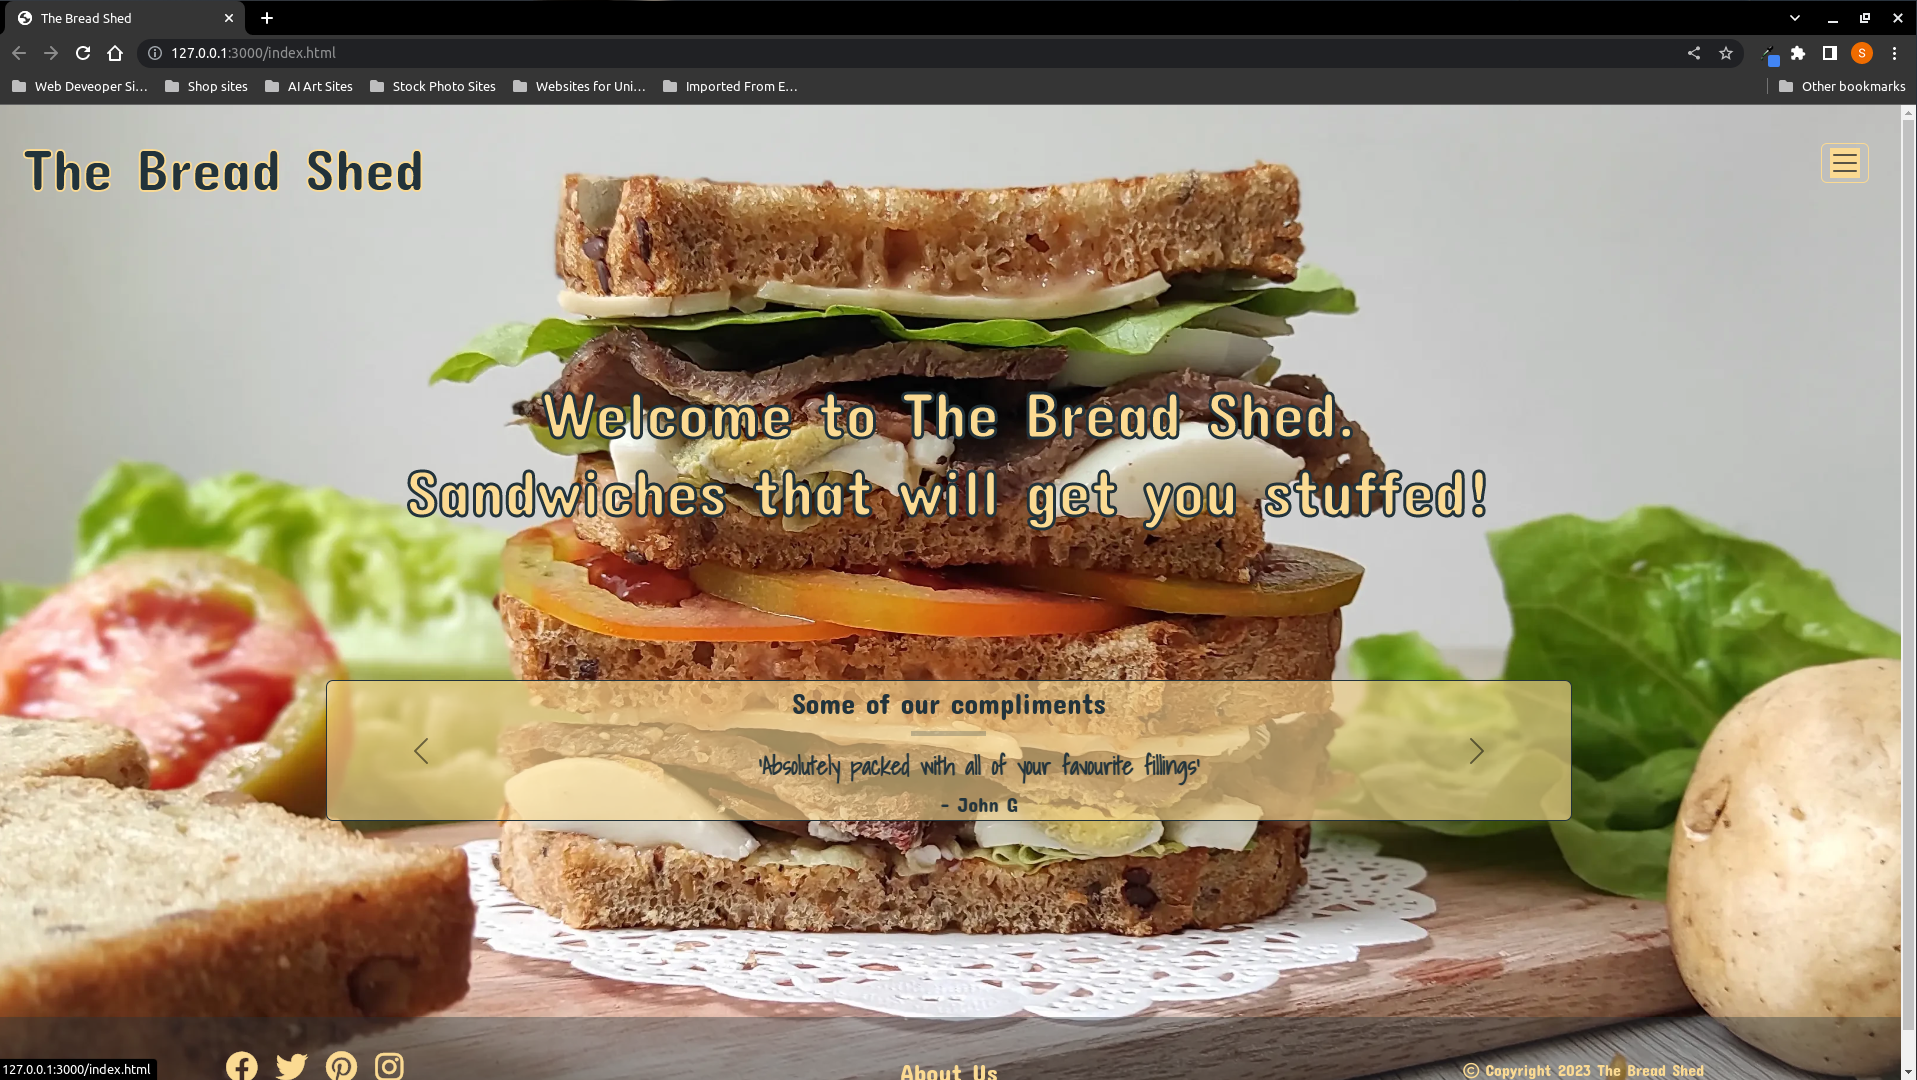 The Bread Shed
127.0.0.1:3000/index.html
Web Deveoper Si...
Shop sites
AI Art Sites
Stock Photo Sites
Websites for Uni...
Imported From E...
Other bookmarks
S
The Bread Shed
Welcome to The Bread Shed.
Sandwiches that will get you stuffed!
Some of our compliments
'Absolutely packed with all of your favourite fillings'
- John G
About Us
© Copyright 2023 The Bread Shed
127.0.0.1:3000/index.html